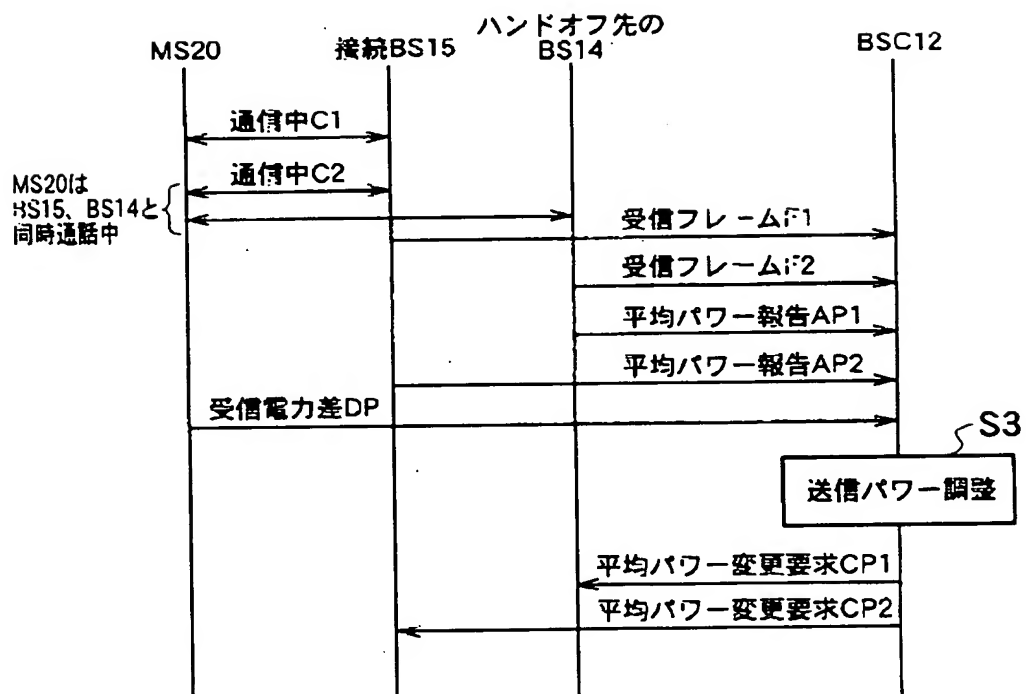 MS20
接続BS15
ハンドオフ先の
BS14
BSC12
通信中C1
通信中C2
MS20は
BS15、BS14と
同時通話中
受信フレームF1
受信フレームF2
平均パワー報告AP1
平均パワー報告AP2
受信電力差DP
S3
送信パワー調整
平均パワー変更要求CP1
平均パワー変更要求CP2